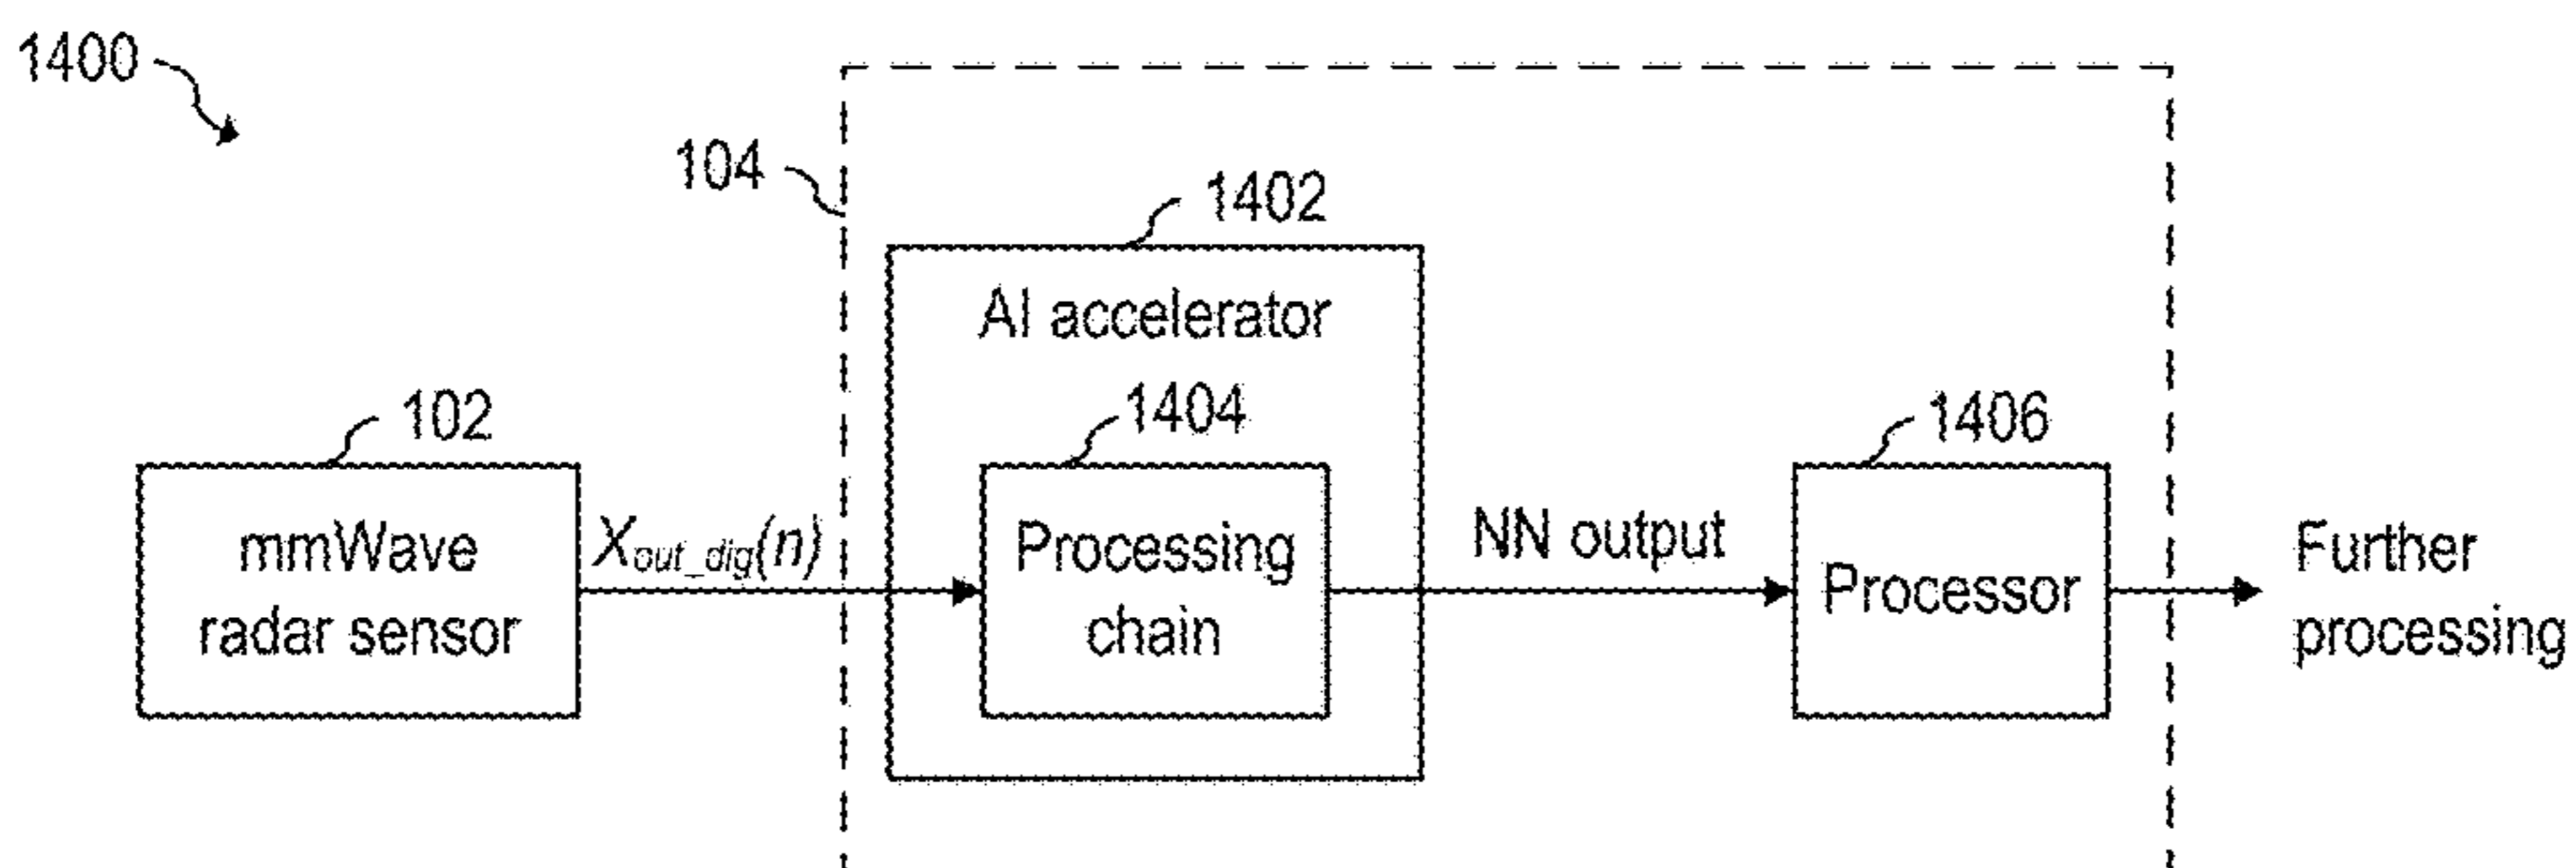 1400
104
1402
AI accelerator
102
1404
1406
mmWave
radar sensor
Xout_dig(n)
Processing
chain
NN output
Processor
Further
processing